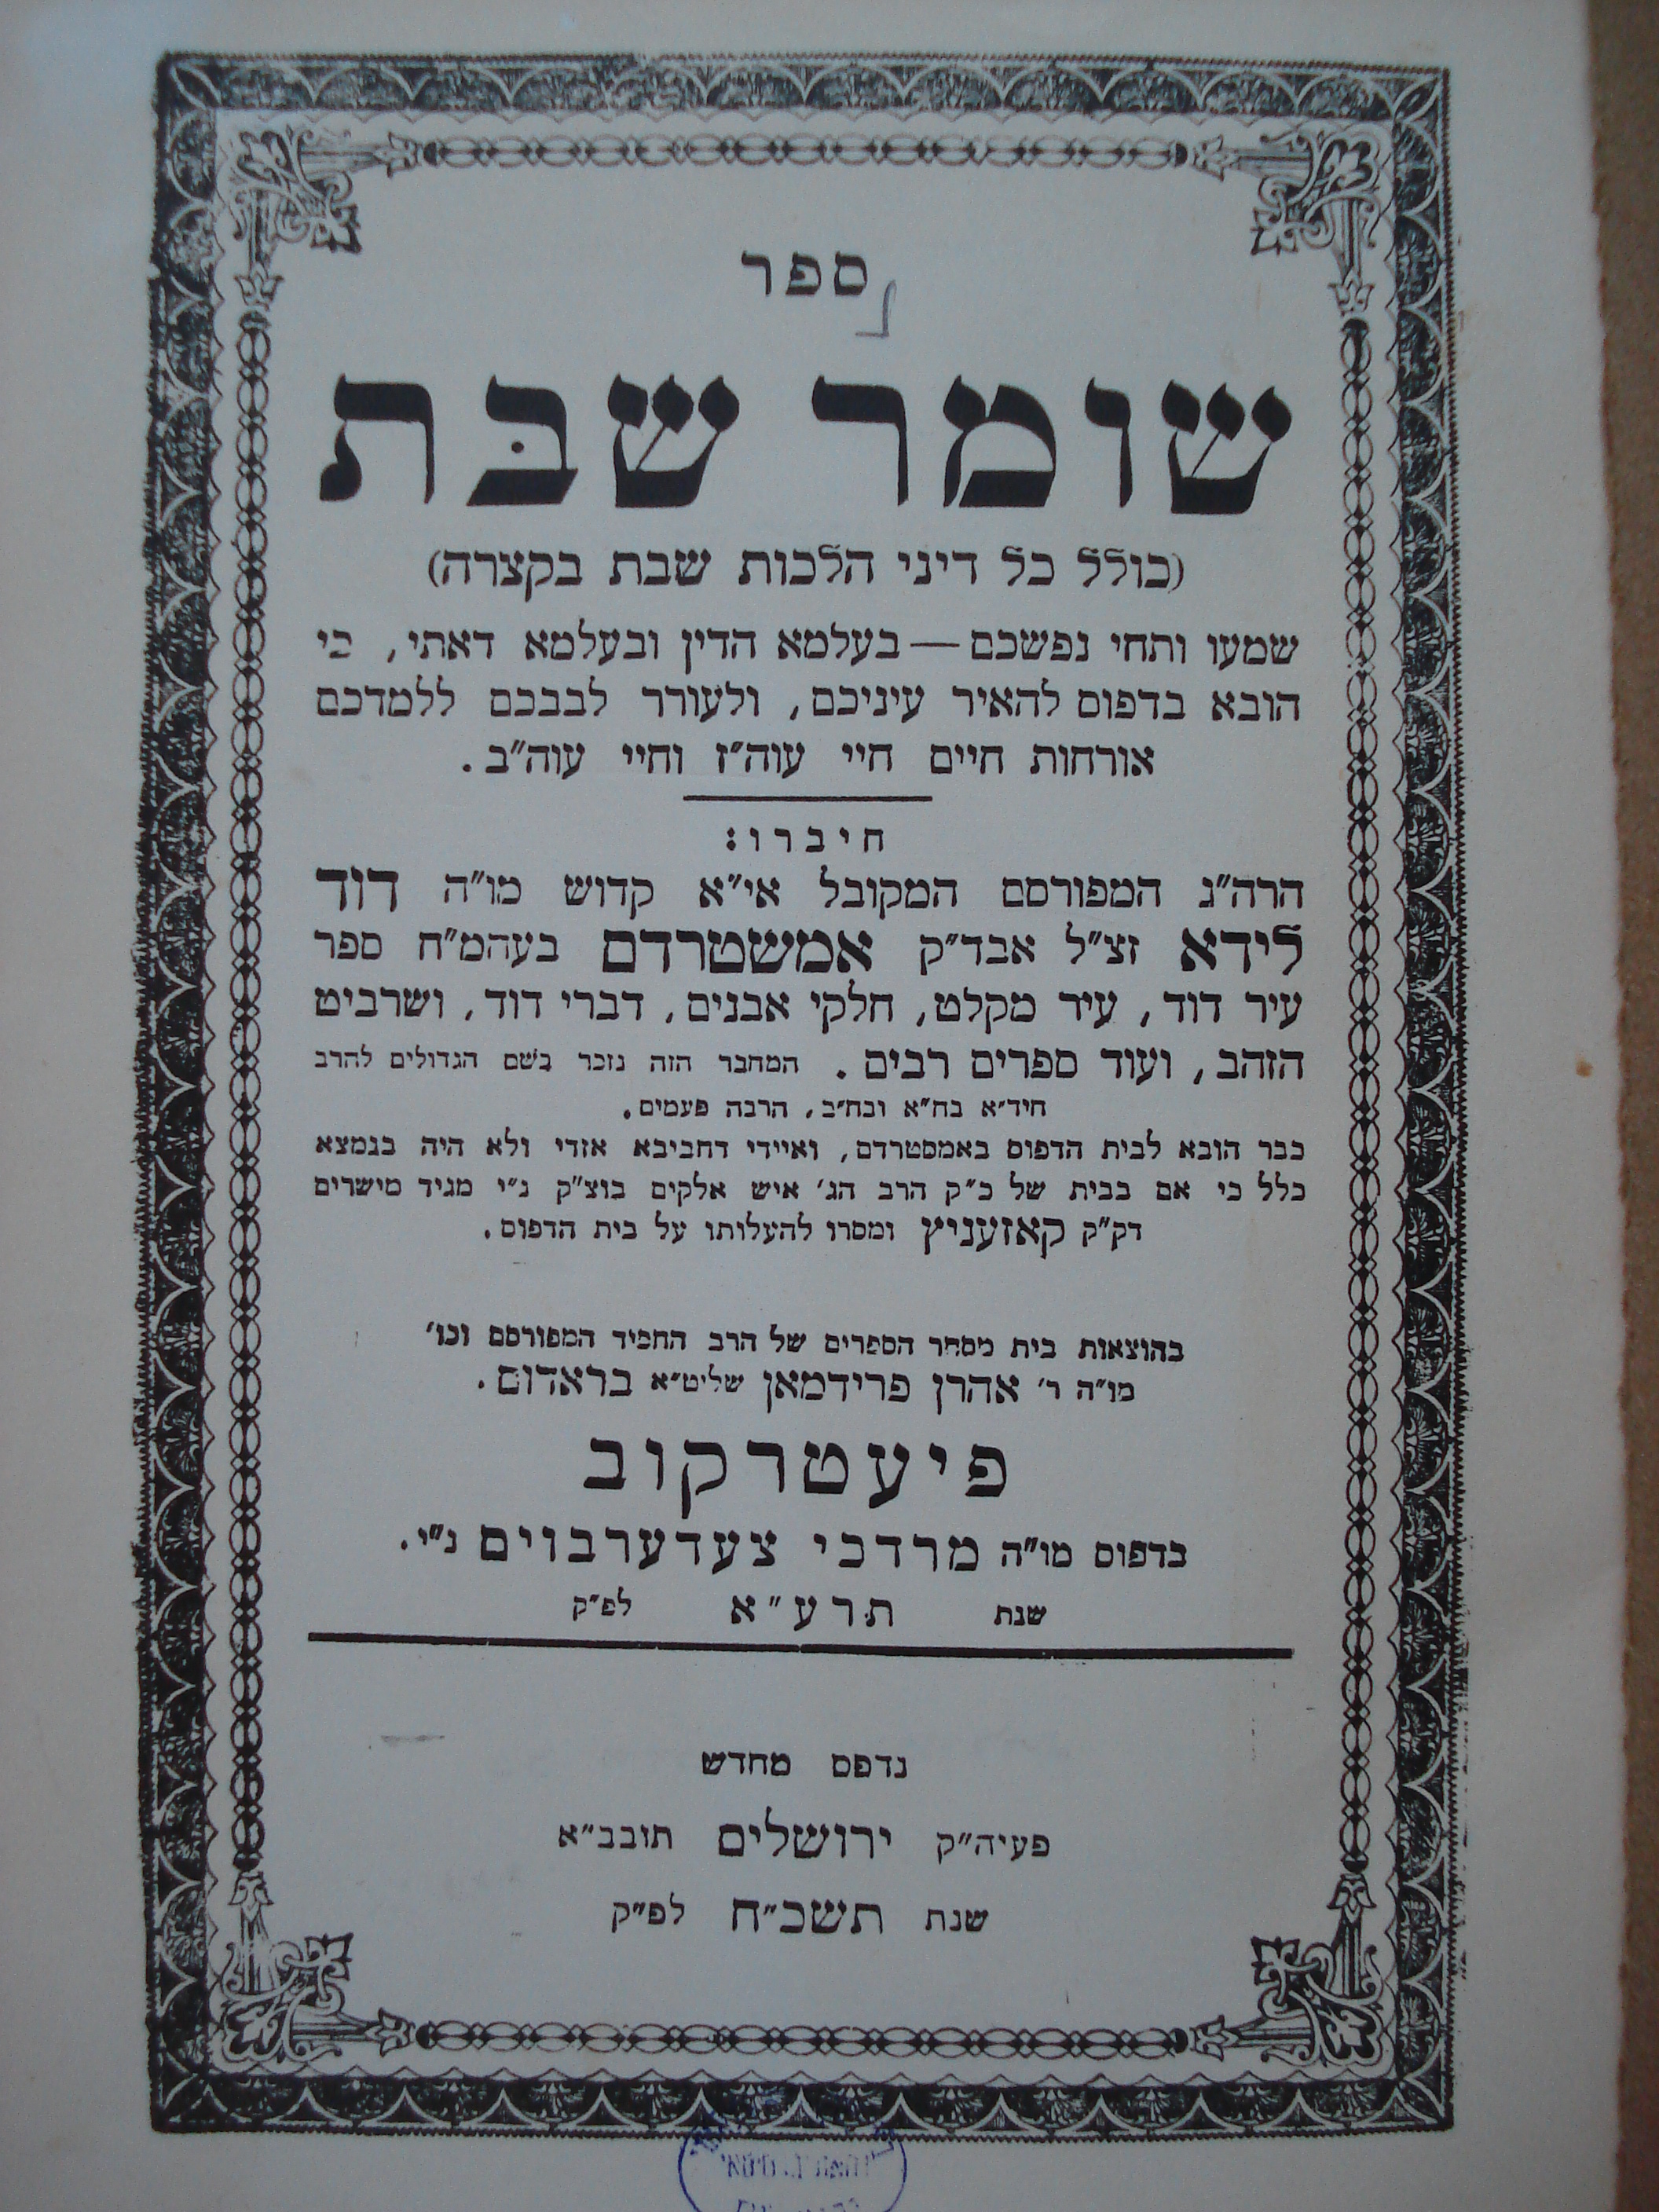 ספר
שומר שבּת
(כולל כל דיני הלכות שבת בקצרה)
שמעו ותחי נפשכם — בעלמא הדין ובעלמא דאתי, כי
הובא בדפוס להאיר עיניכם, ולעורר לבבכם ללמדכם
אורחות חיים חיי עוה״ז וחיי עוה״ב.
חיברו:
הרה״ג המפורסם המקובל אי״א קדוש מו״ה דוד
לידא זצ״ל אבד״ק אמשטרדם בעהמ״ח ספר
עיר דוד, עיר מקלט, חלקי אבנים, דברי דוד, ושרביט
הזהב, ועוד ספרים רבים. המחבר הזה נזכר בשם הגדולים להרב
חיד״א בח״א ובח״ב, הרבה פעמים.
כבר הובא לבית הדפוס באמסטרדם, ואיידי דחביבא אזדי ולא היה בנמצא
כלל כי אם בבית של כ״ק הרב הג׳ איש אלקים בוצ״ק נ״י מגיד מישרים
דק״ק קאזעניץ ומסרו להעלותו על בית הדפוס.
בהוצאות בית מסחר הספרים של הרב החסיד המפורסם וכו׳
מו״ה ר׳ אהרן פרידמאן שליט״א בראדום.
פיעטרקוב
בדפוס מו״ה מרדכי צעדערבוים נ״י.
שנת תרע״א לפ״ק
נדפס מחדש
פעיה״ק ירושלים תובב״א
שנת תשכ״ח לפ״ק